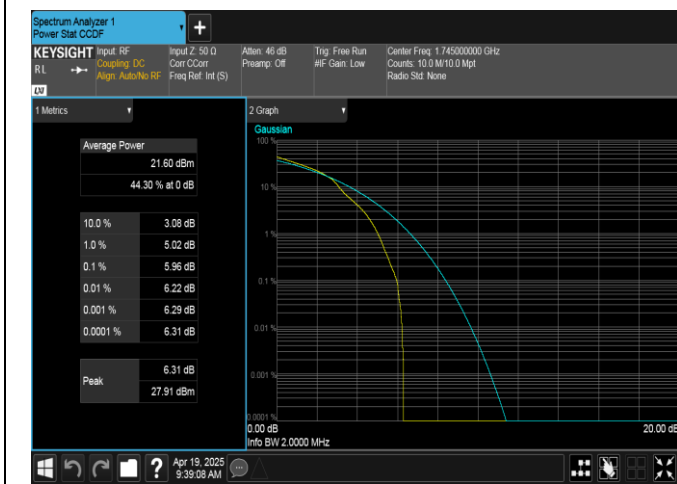 Spectrum Analyzer 1
Power Stat CCDF
+
KEYSIGHT Input: RF Input Z: 50 Ω Atten: 46 dB Trig: Free Run Center Freq: 1.745000000 GHz
RL Coupling: DC Corr CCorr Preamp: Off #IF Gain: Low Counts: 10.0 M/10.0 Mpt
Align: Auto/No RF Freq Ref: Int (S) Radio Std: None
LXI
1 Metrics
Average Power
21.60 dBm
44.30 % at 0 dB
10.0 % 3.08 dB
1.0 % 5.02 dB
0.1 % 5.96 dB
0.01 % 6.22 dB
0.001 % 6.29 dB
0.0001 % 6.31 dB
Peak 6.31 dB
27.91 dBm
2 Graph
Gaussian
100 %
10 %
1 %
0.1 %
0.01 %
0.001 %
0.0001 %
0.00 dB 20.00 dB
Info BW 2.0000 MHz
? Apr 19, 2025
9:39:08 AM